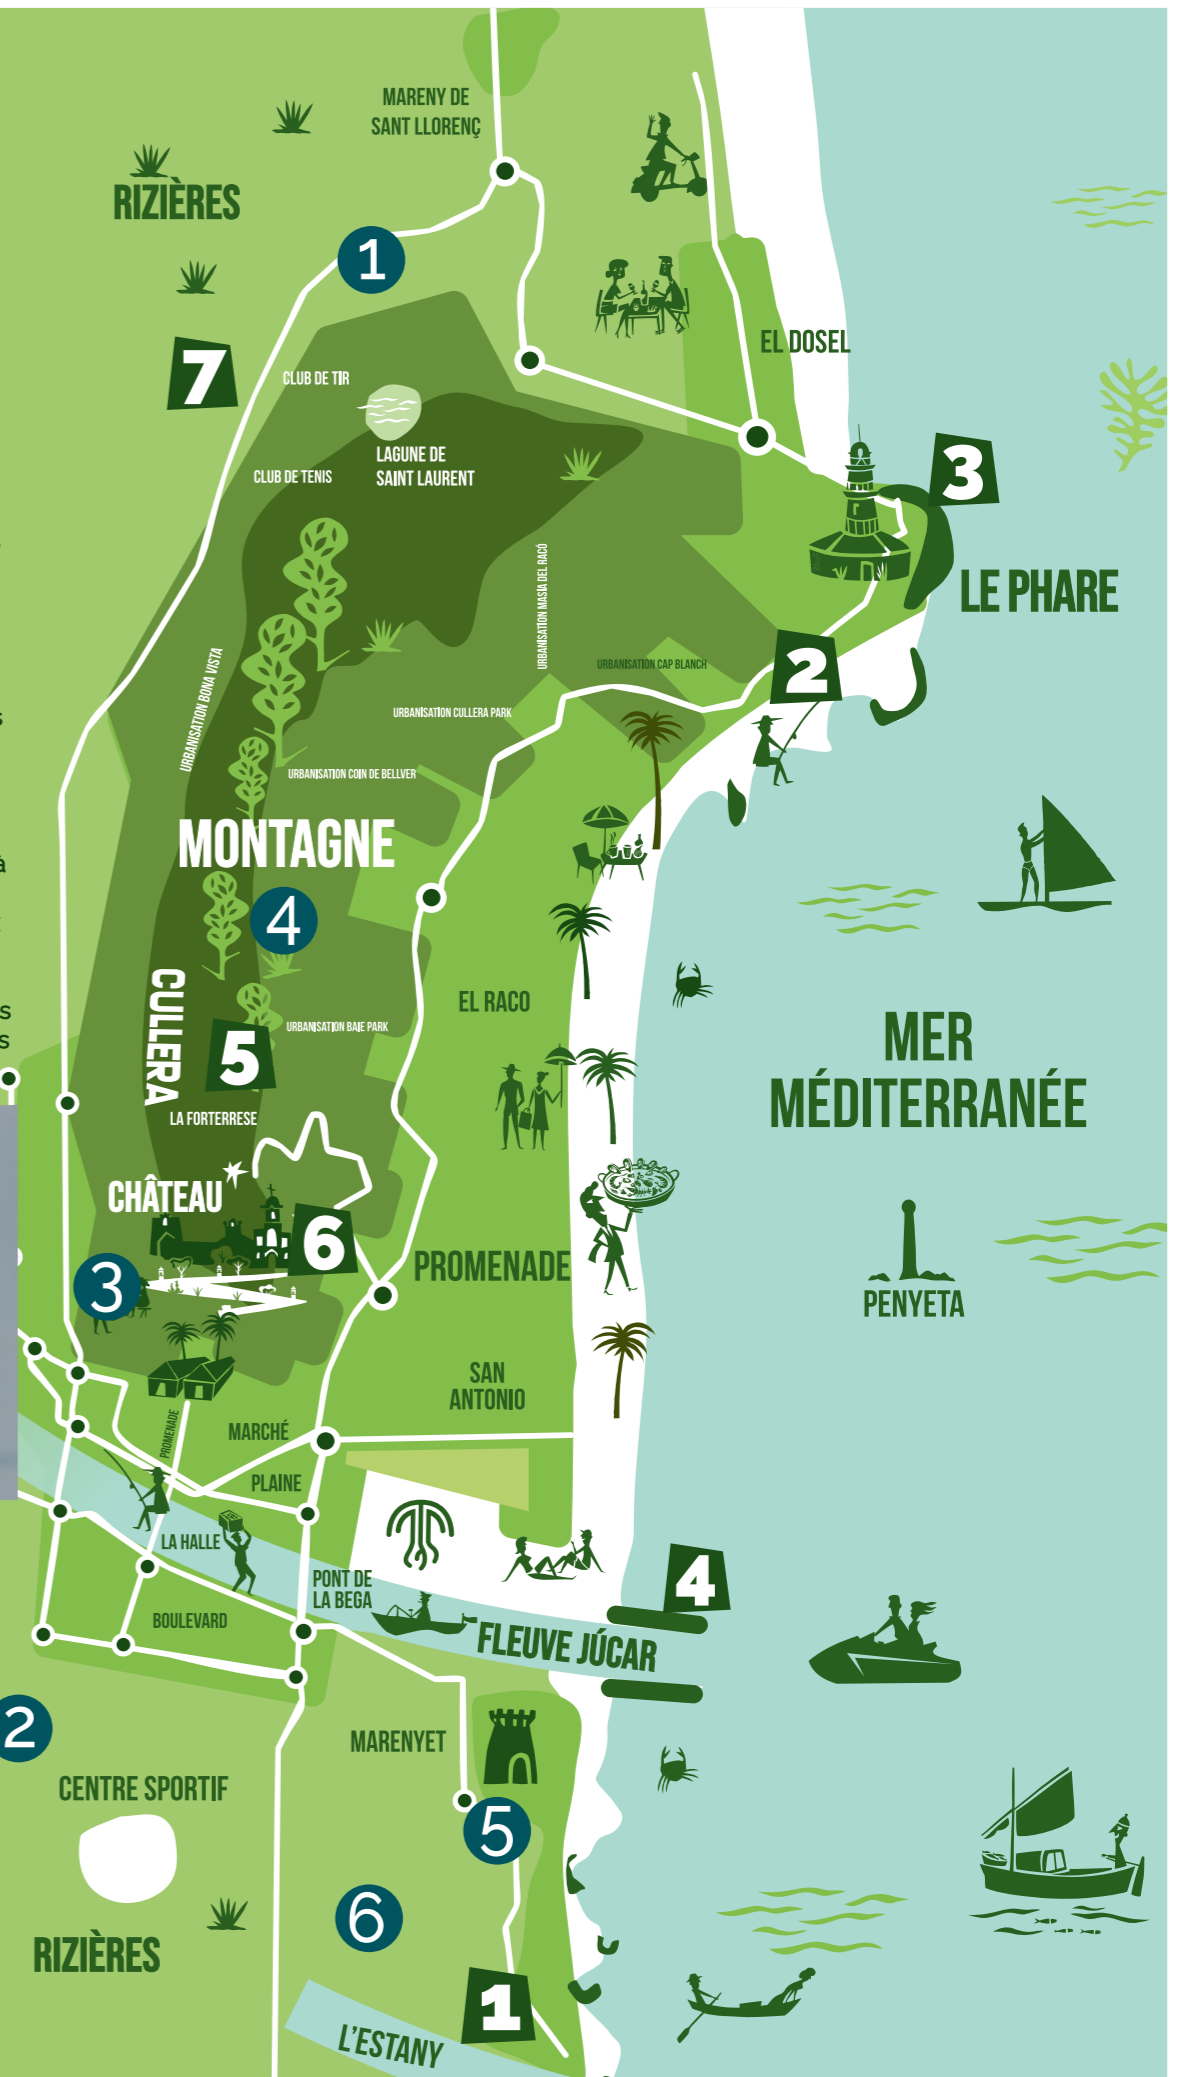 MARENY DE
SANT LLORENÇ
RIZIÈRES
1
EL DOSEL
7
CLUB DE TIR
LAGUNE DE
SAINT LAURENT
CLUB DE TENIS
3
LE PHARE
URBANISATION MASIA DEL RACÓ
URBANISATION CAP BLANCH
2
URBANISATION BONA VISTA
URBANISATION CULLERA PARK
URBANISATION COIN DE BELLVER
MONTAGNE
à
s
4
CULLERA
EL RACO
s
s
URBANISATION BAIE PARK
5
MER
MÉDITERRANÉE
LA FORTERRESE
CHÂTEAU
6
3
PROMENADE
PENYETA
SAN
ANTONIO
PROMENADE
MARCHÉ
PLAINE
LA HALLE
PONT DE
LA BEGA
4
BOULEVARD
FLEUVE JÚCAR
2
MARENYET
CENTRE SPORTIF
5
6
RIZIÈRES
1
L'ESTANY